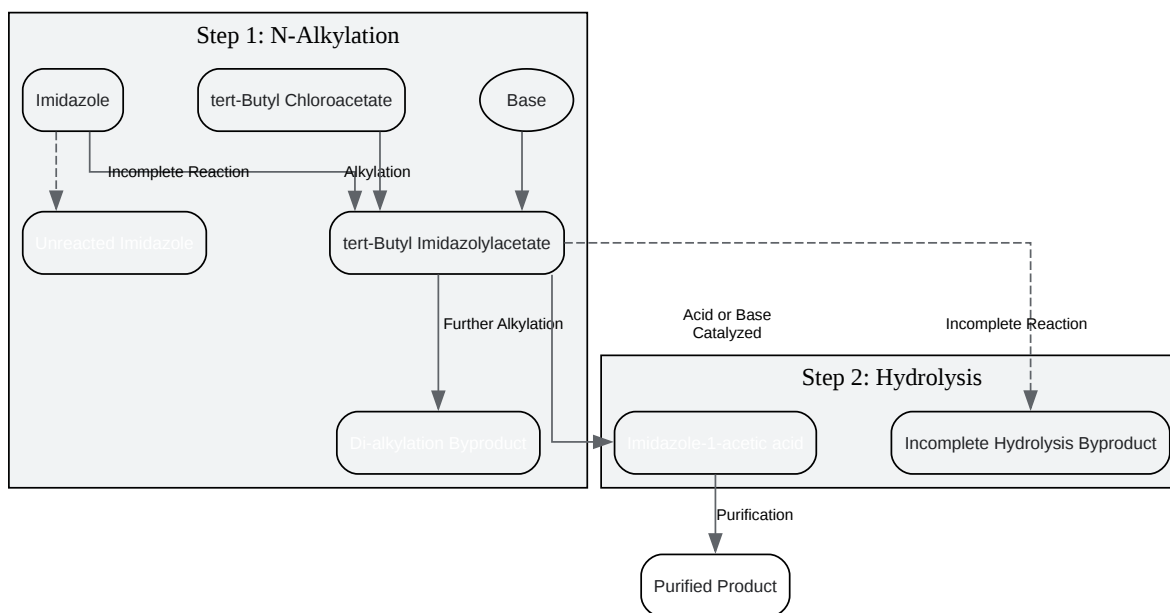 Step 1: N-Alkylation
Imidazole
tert-Butyl Chloroacetate
Base
Incomplete Reaction
Alkylation
Unreacted Imidazole
tert-Butyl Imidazolylacetate
Further Alkylation
Acid or Base
Catalyzed
Incomplete Reaction
Step 2: Hydrolysis
Di-alkylation Byproduct
Imidazole-1-acetic acid
Incomplete Hydrolysis Byproduct
Purification
Purified Product